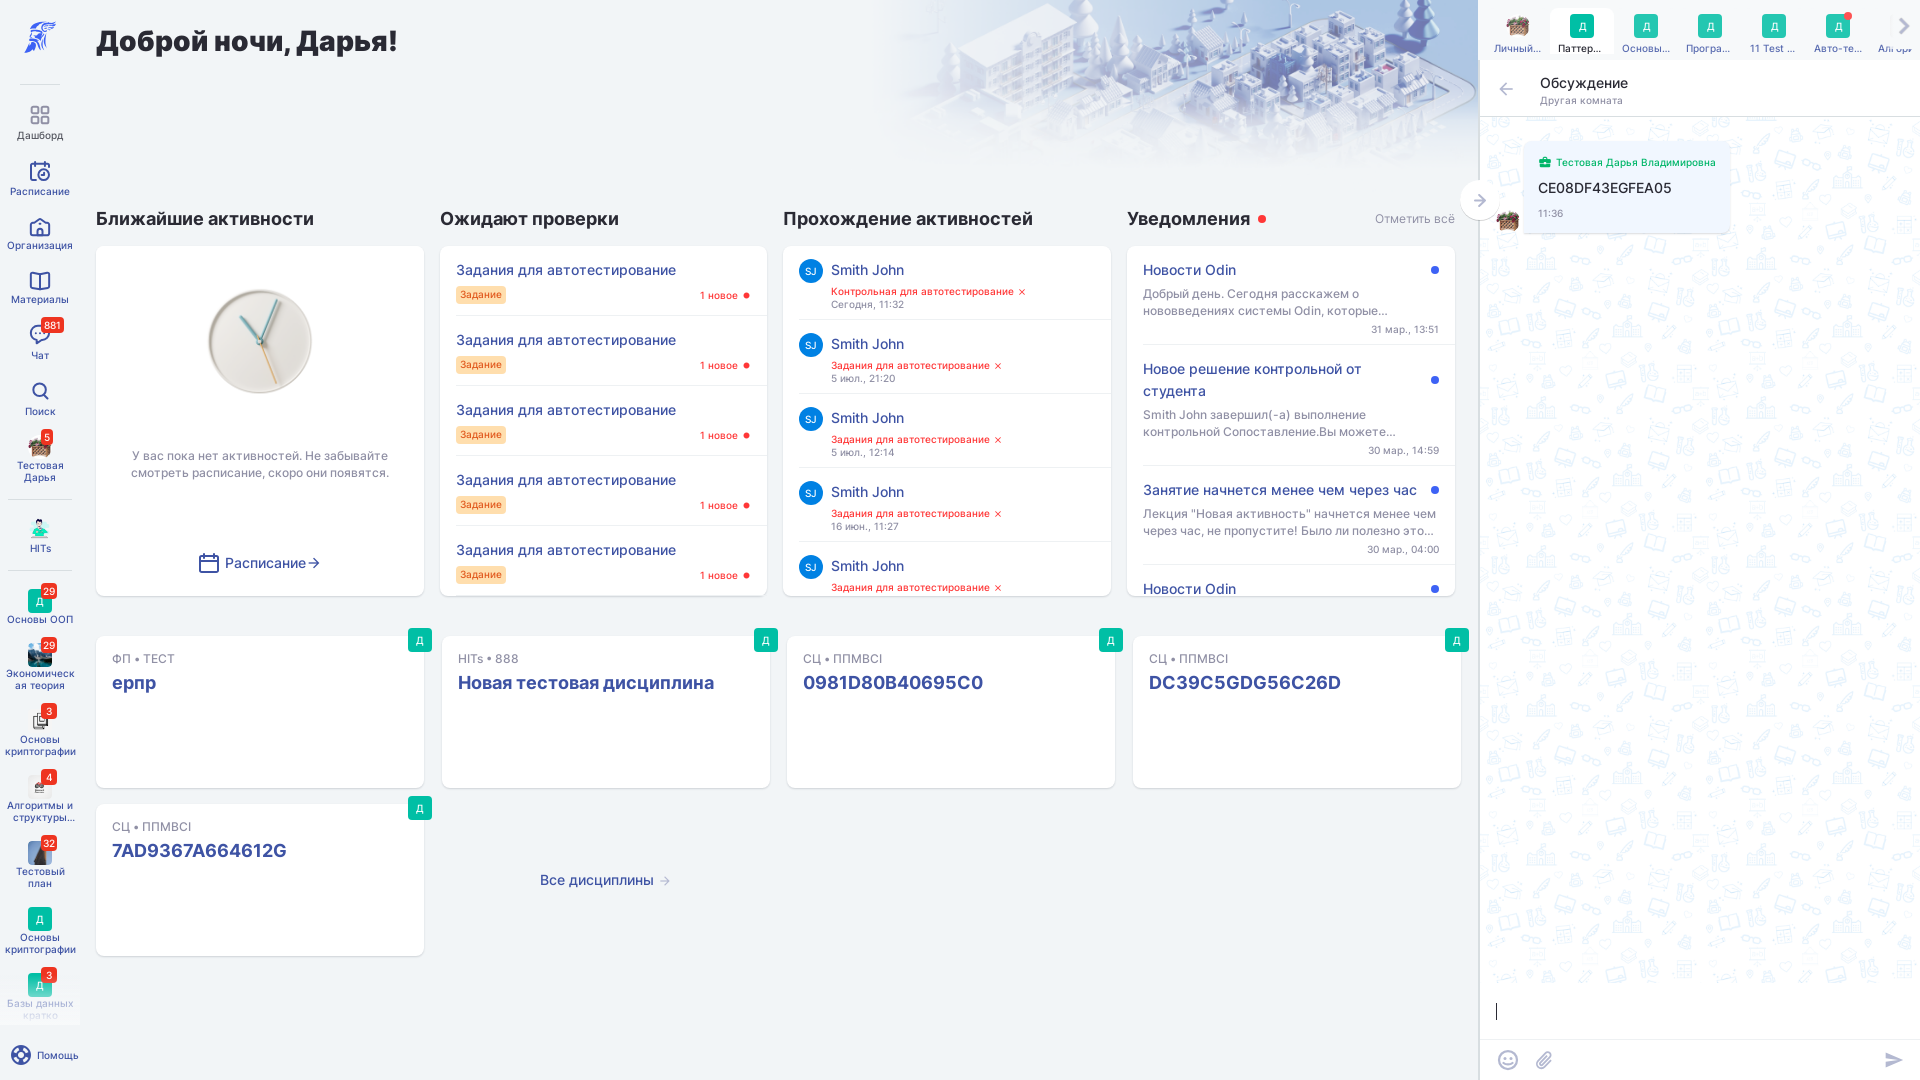 Доброй ночи, Дарья!
Дашборд
Расписание
Организация
Материалы
881
Чат
Поиск
5
Тестовая
Дарья
HITs
29
Д
Основы ООП
29
Экономическ
ая теория
3
Основы
криптографии
4
Алгоритмы и
структуры...
32
Тестовый
план
Д
Основы
криптографии
3
Д
Базы данных
кратко
Помощь
Ближайшие активности
У вас пока нет активностей. Не забывайте
смотреть расписание, скоро они появятся.
Расписание
Ожидают проверки
Задания для автотестирование
Задание
1 новое
Задания для автотестирование
Задание
1 новое
Задания для автотестирование
Задание
1 новое
Задания для автотестирование
Задание
1 новое
Задания для автотестирование
Задание
1 новое
Прохождение активностей
SJ
Smith John
Контрольная для автотестирование
Сегодня, 11:32
SJ
Smith John
Задания для автотестирование
5 июл., 21:20
SJ
Smith John
Задания для автотестирование
5 июл., 12:14
SJ
Smith John
Задания для автотестирование
16 июн., 11:27
SJ
Smith John
Задания для автотестирование
Уведомления
Отметить всё
Новости Odin
Добрый день. Сегодня расскажем о
нововведениях системы Odin, которые...
31 мар., 13:51
Новое решение контрольной от
студента
Smith John завершил(-а) выполнение
контрольной Сопоставление.Вы можете...
30 мар., 14:59
Занятие начнется менее чем через час
Лекция "Новая активность" начнется менее чем
через час, не пропустите! Было ли полезно это...
30 мар., 04:00
Новости Odin
Д
ФП • ТЕСТ
ерпр
Д
HITs • 888
Новая тестовая дисциплина
Д
СЦ • ППМВСІ
0981D80B40695C0
Д
СЦ • ППМВСІ
DC39C5GDG56C26D
Д
СЦ • ППМВСІ
7AD9367A664612G
Все дисциплины
Личный...
Д
Паттер...
Д
Основы...
Д
Програ...
Д
11 Test ...
Д
Авто-те...
Обсуждение
Другая комната
Тестовая Дарья Владимировна
CE08DF43EGFEA05
11:36